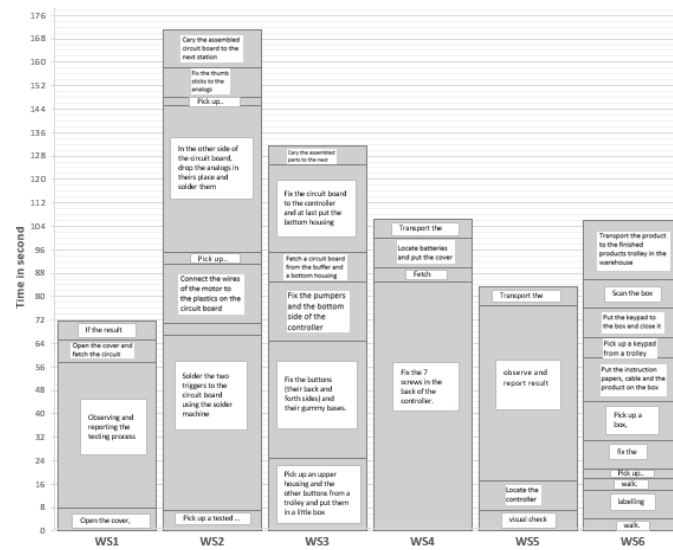 Time in second
176
168
160
152
144
136
128
120
112
104
96
88
80
72
64
56
48
40
32
24
16
8
0
If the result
Open the cover and
fetch the circuit
Observing and
reporting the
testing process
Open the cover,
WS1
Cary the assembled
circuit board to the
next station
Fix the thumb
sticks to the
analogs
Pick up..
In the other side of
the circuit board,
drop the analogs in
theirs place and
solder them
Pick up...
Connect the wires
of the motor to
the plastics on the
circuit board
Solder the two
triggers to the
circuit board
using the solder
machine
Pick up a tested ...
WS2
Cary the assembled
parts to the next
Fix the circuit board
to the controller
and at last put the
bottom housing
Fetch a circuit board
from the buffer and
a bottom housing
Fix the pumpers
and the bottom
side of the
controller
Fix the buttons
(their back and
forth sides) and
their gummy bases.
Pick up an upper
housing and the
other buttons from a
trolley and put them
in a little box
WS3
Transport the
Locate batteries
and put the cover
Fetch
Fix the 7
screws in the
back of the
controller.
WS4
Transport the
observe and
report result
Locate the
controller
visual check
WS5
Transport the product
to the finished
products trolley in the
warehouse
Scan the box
Put the keypad to
the box and close it
Pick up a keypad
from a trolley
Put the instruction
papers, cable and the
product on the box
Pick up a
box,
fix the
Pick up..
walk.
labelling
walk.
WS6